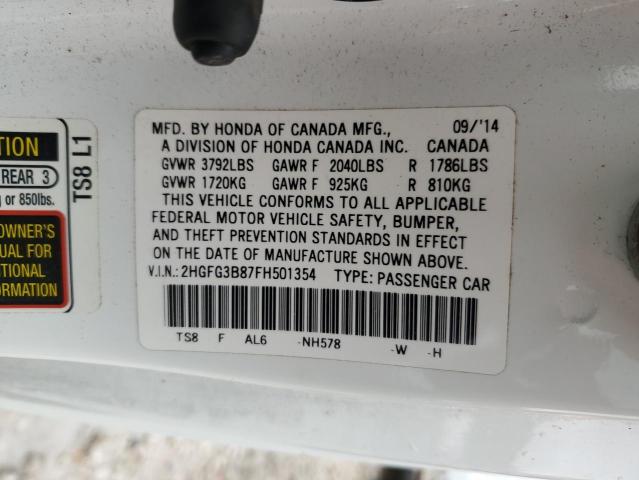 TION
REAR 3
g or 850lbs.
OWNER'S
UAL FOR
TIONAL
ORMATION
TS8 L1
MFD. BY HONDA OF CANADA MFG., 09/'14
A DIVISION OF HONDA CANADA INC. CANADA
GVWR 3792LBS GAWR F 2040LBS R 1786LBS
GVWR 1720KG GAWR F 925KG R 810KG
THIS VEHICLE CONFORMS TO ALL APPLICABLE
FEDERAL MOTOR VEHICLE SAFETY, BUMPER,
AND THEFT PREVENTION STANDARDS IN EFFECT
ON THE DATE OF MANUFACTURE SHOWN ABOVE.
V.I.N.: 2HGFG3B87FH501354 TYPE: PASSENGER CAR
TS8 F AL6 -NH578 -W -H